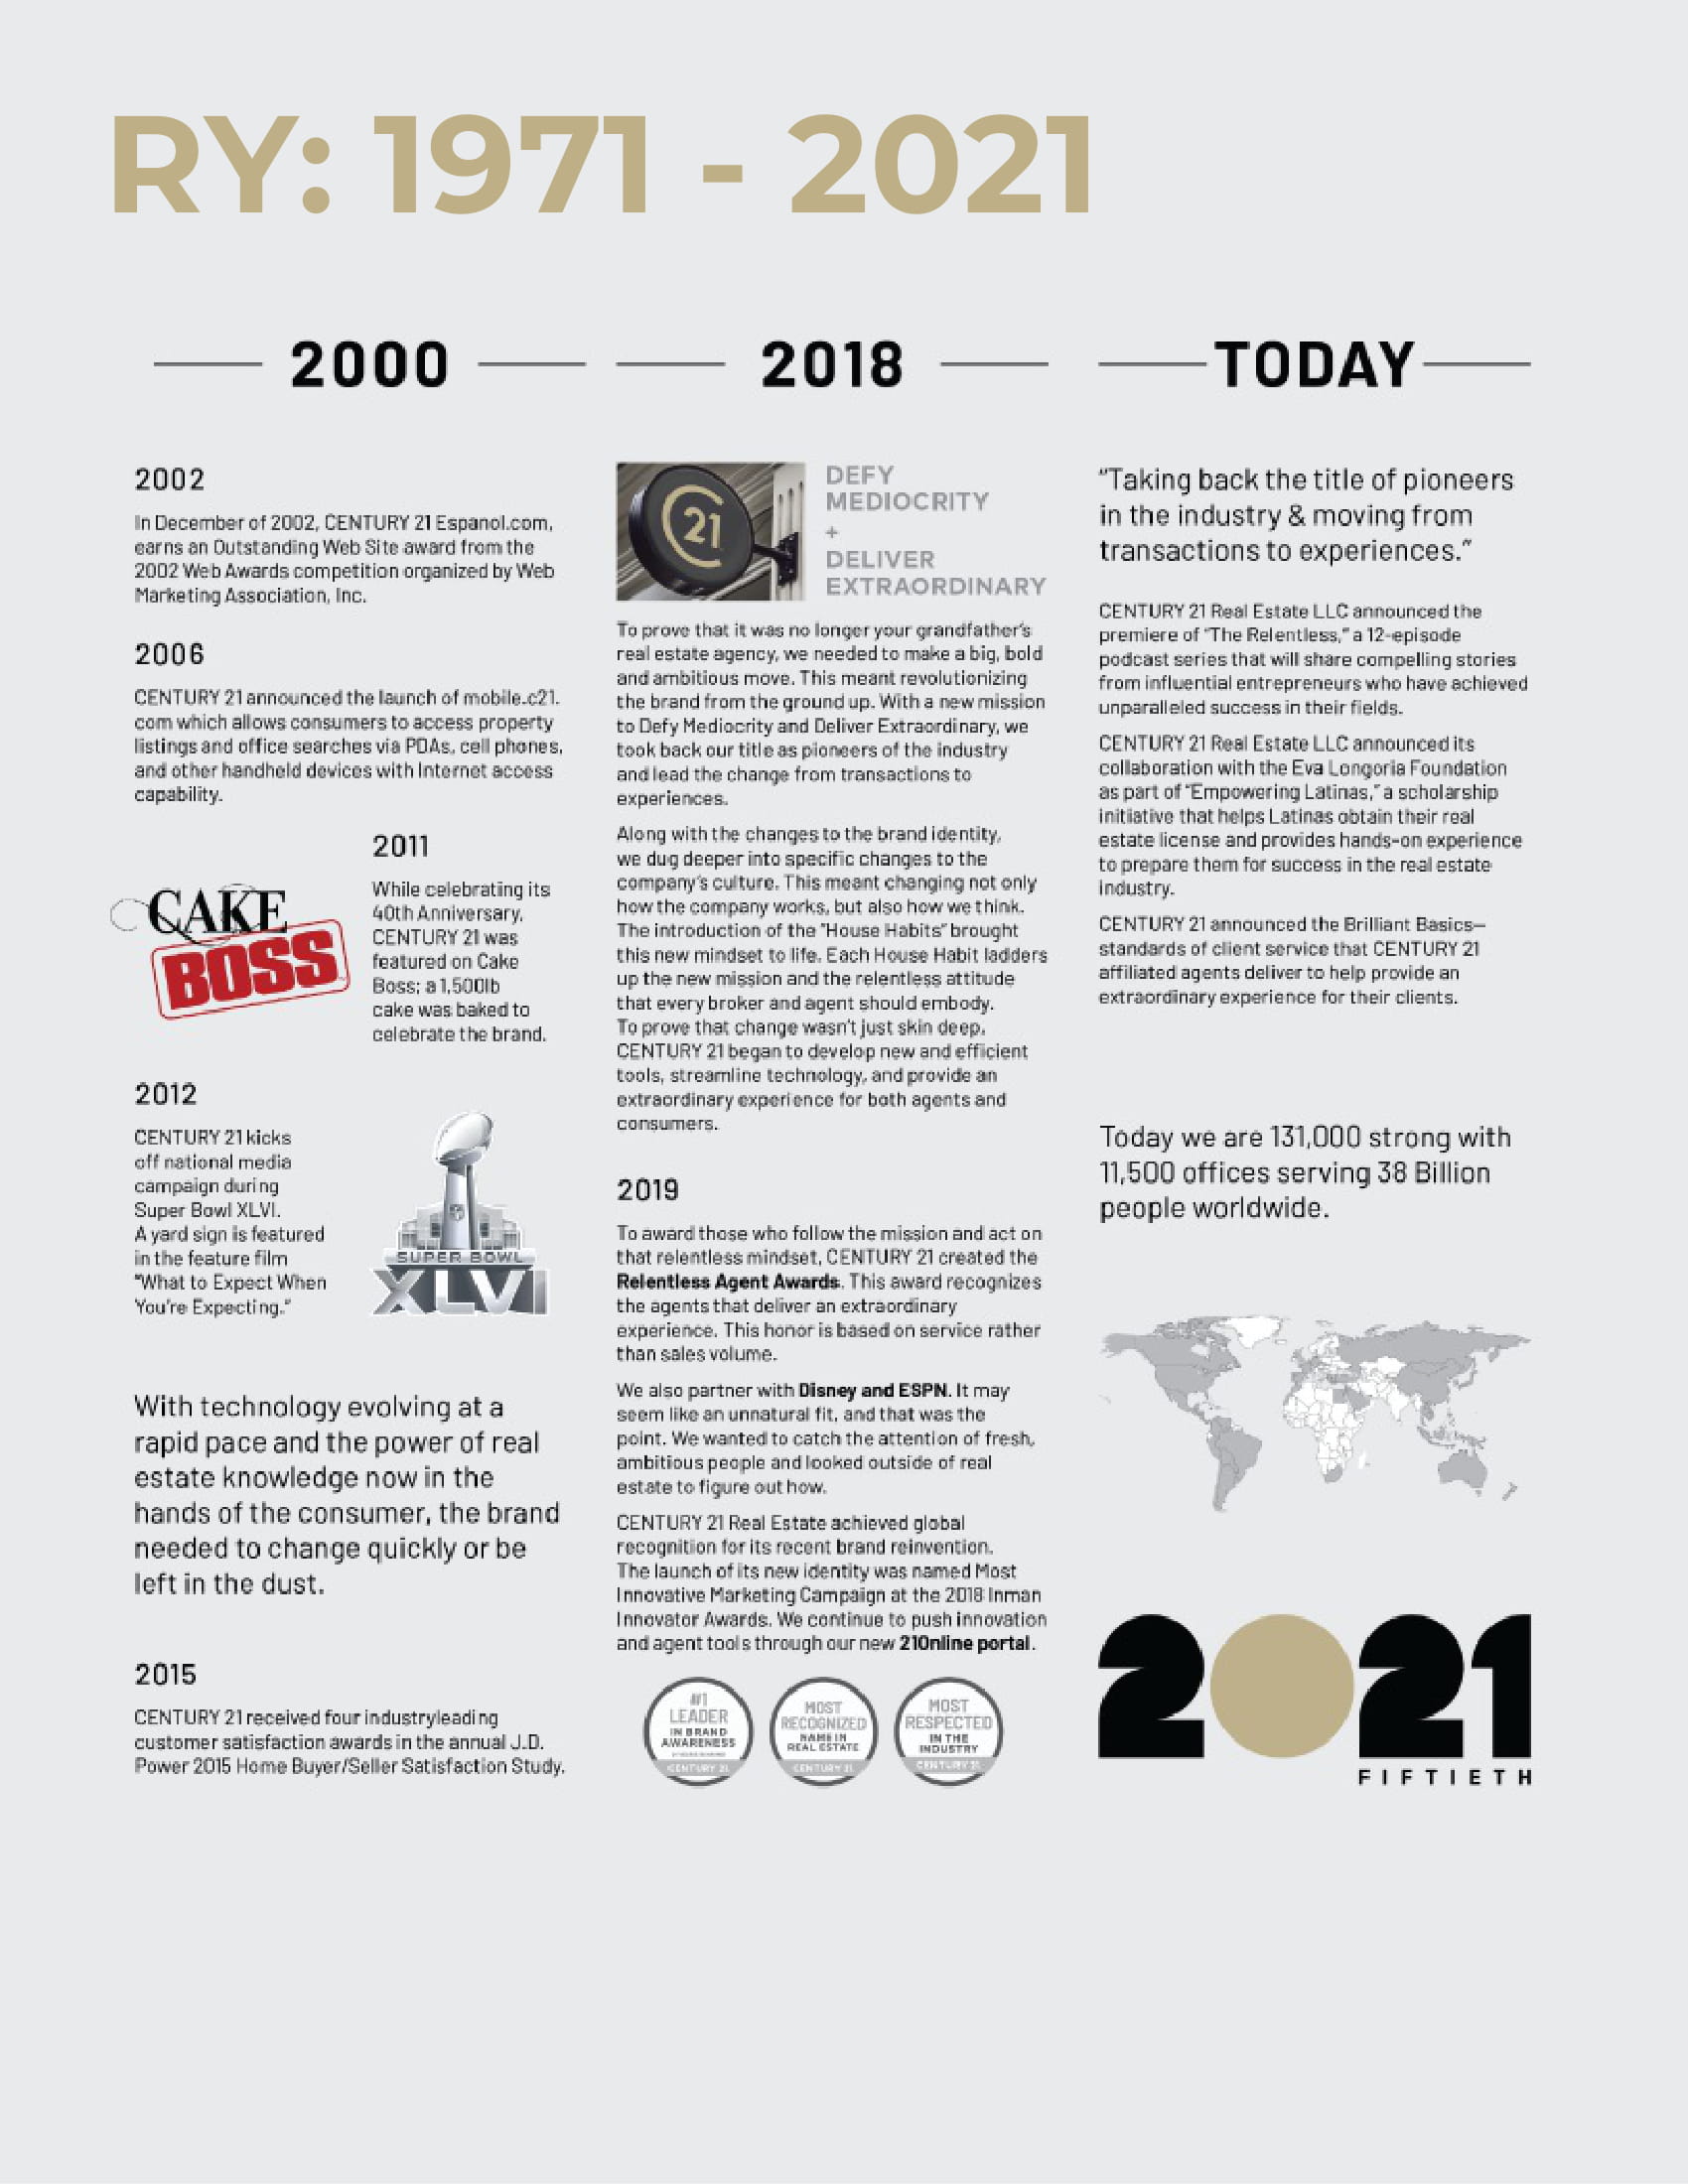 RY: 1971 - 2021
2000
2002
In December of 2002, CENTURY 21 Espanol.com,
earns an Outstanding Web Site award from the
2002 Web Awards competition organized by Web
Marketing Association, Inc.
2006
CENTURY 21 announced the launch of mobile.c21.
com which allows consumers to access property
listings and office searches via PDAs, cell phones,
and other handheld devices with Internet access
capability.
CAKE
BOSS
2011
While celebrating its
40th Anniversary,
CENTURY 21 was
featured on Cake
Boss; a 1,500lb
cake was baked to
celebrate the brand.
2012
CENTURY 21 kicks
off national media
campaign during
Super Bowl XLVI.
A yard sign is featured
in the feature film
"What to Expect When
You're Expecting."
SUPER BOWL
XLVI
With technology evolving at a
rapid pace and the power of real
estate knowledge now in the
hands of the consumer, the brand
needed to change quickly or be
left in the dust.
2015
CENTURY 21 received four industryleading
customer satisfaction awards in the annual J.D.
Power 2015 Home Buyer/Seller Satisfaction Study.
2018
21
DEFY
MEDIOCRITY
+
DELIVER
EXTRAORDINARY
To prove that it was no longer your grandfather's
real estate agency, we needed to make a big, bold
and ambitious move. This meant revolutionizing
the brand from the ground up. With a new mission
to Defy Mediocrity and Deliver Extraordinary, we
took back our title as pioneers of the industry
and lead the change from transactions to
experiences.
Along with the changes to the brand identity,
we dug deeper into specific changes to the
company's culture. This meant changing not only
how the company works, but also how we think.
The introduction of the "House Habits" brought
this new mindset to life. Each House Habit ladders
up the new mission and the relentless attitude
that every broker and agent should embody.
To prove that change wasn't just skin deep,
CENTURY 21 began to develop new and efficient
tools, streamline technology, and provide an
extraordinary experience for both agents and
consumers.
2019
To award those who follow the mission and act on
that relentless mindset, CENTURY 21 created the
Relentless Agent Awards. This award recognizes
the agents that deliver an extraordinary
experience. This honor is based on service rather
than sales volume.
We also partner with Disney and ESPN. It may
seem like an unnatural fit, and that was the
point. We wanted to catch the attention of fresh,
ambitious people and looked outside of real
estate to figure out how.
CENTURY 21 Real Estate achieved global
recognition for its recent brand reinvention.
The launch of its new identity was named Most
Innovative Marketing Campaign at the 2018 Inman
Innovator Awards. We continue to push innovation
and agent tools through our new 21Online portal.
#1
LEADER
IN BRAND
AWARENESS
CENTURY 21
MOST
RECOGNIZED
NAME IN
REAL ESTATE
CENTURY 21
MOST
RESPECTED
IN THE
INDUSTRY
CENTURY 21
TODAY
"Taking back the title of pioneers
in the industry & moving from
transactions to experiences."
CENTURY 21 Real Estate LLC announced the
premiere of "The Relentless," a 12-episode
podcast series that will share compelling stories
from influential entrepreneurs who have achieved
unparalleled success in their fields.
CENTURY 21 Real Estate LLC announced its
collaboration with the Eva Longoria Foundation
as part of "Empowering Latinas," a scholarship
initiative that helps Latinas obtain their real
estate license and provides hands-on experience
to prepare them for success in the real estate
industry.
CENTURY 21 announced the Brilliant Basics—
standards of client service that CENTURY 21
affiliated agents deliver to help provide an
extraordinary experience for their clients.
Today we are 131,000 strong with
11,500 offices serving 38 Billion
people worldwide.
2021
FIFTIETH